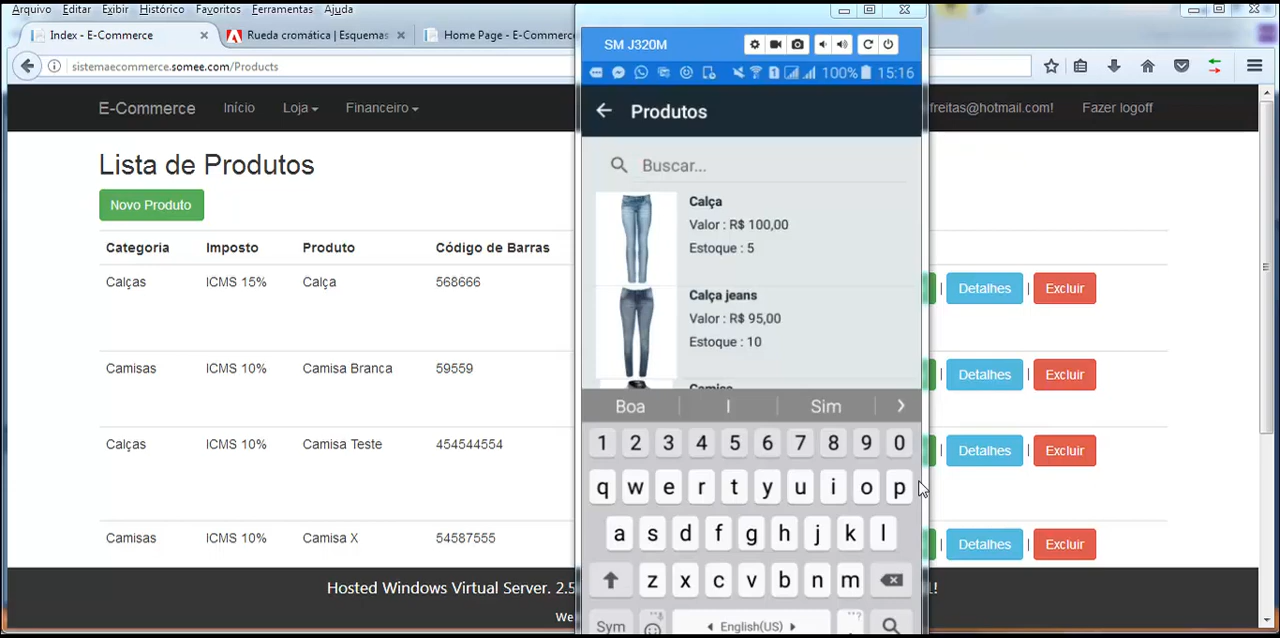 Arquivo Editar Exibir Histórico Favoritos Ferramentas Ajuda
Index - E-Commerce
Rueda cromática | Esquemas
Home Page - E-Commerce
sistemaecommerce.somee.com/Products
E-Commerce Início Loja Financeiro
freitas@hotmail.com! Fazer logoff
Lista de Produtos
Novo Produto
Categoria Imposto Produto Código de Barras
Calças ICMS 15% Calça 568666 | Detalhes | Excluir
Camisas ICMS 10% Camisa Branca 59559 | Detalhes | Excluir
Calças ICMS 10% Camisa Teste 454544554 | Detalhes | Excluir
Camisas ICMS 10% Camisa X 54587555 | Detalhes | Excluir
Hosted Windows Virtual Server. 2.5
We
SM J320M
100% 15:16
Produtos
Buscar...
Calça
Valor : R$ 100,00
Estoque : 5
Calça jeans
Valor : R$ 95,00
Estoque : 10
Camisa
Boa I Sim
1 2 3 4 5 6 7 8 9 0
q w e r t y u i o p
a s d f g h j k l
z x c v b n m
Sym English(US)